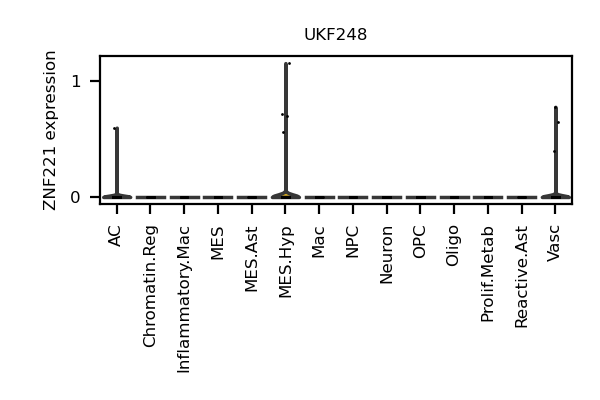 UKF248
ZNF221 expression
1
0
AC
Chromatin.Reg
Inflammatory.Mac
MES
MES.Ast
MES.Hyp
Mac
NPC
Neuron
OPC
Oligo
Prolif.Metab
Reactive.Ast
Vasc